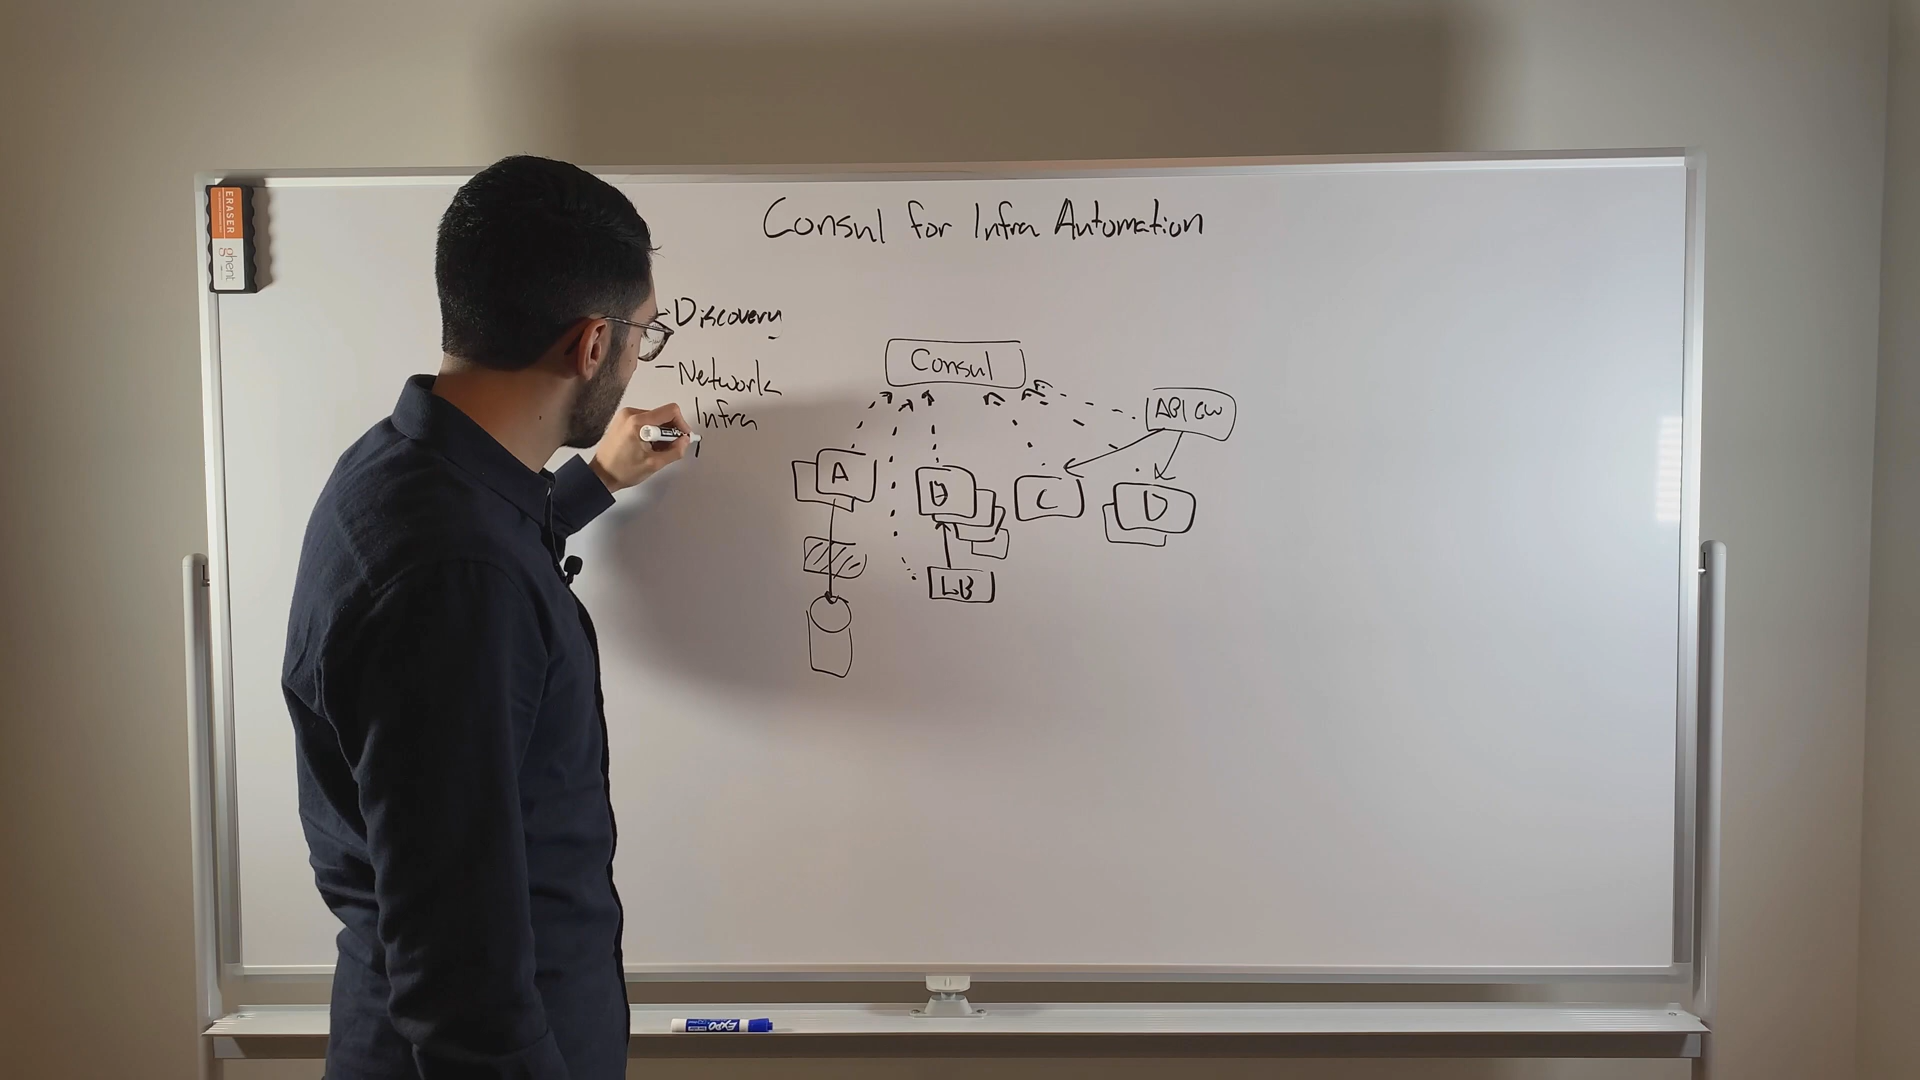 Consul for Infra Automation
ERASER
ghent
- Discovery
- Network
Infra
Consul
API GW
A
B
C
D
LB
EXPO